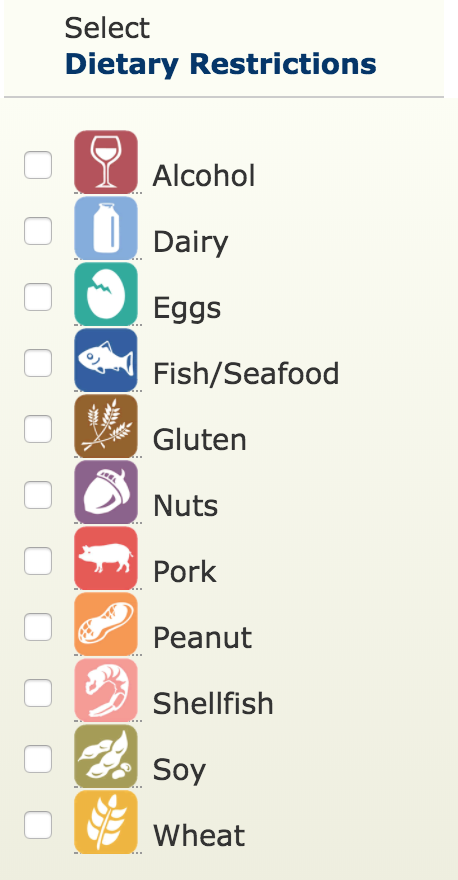 Select
Dietary Restrictions
Alcohol
Dairy
Eggs
Fish/Seafood
Gluten
Nuts
Pork
Peanut
Shellfish
Soy
Wheat